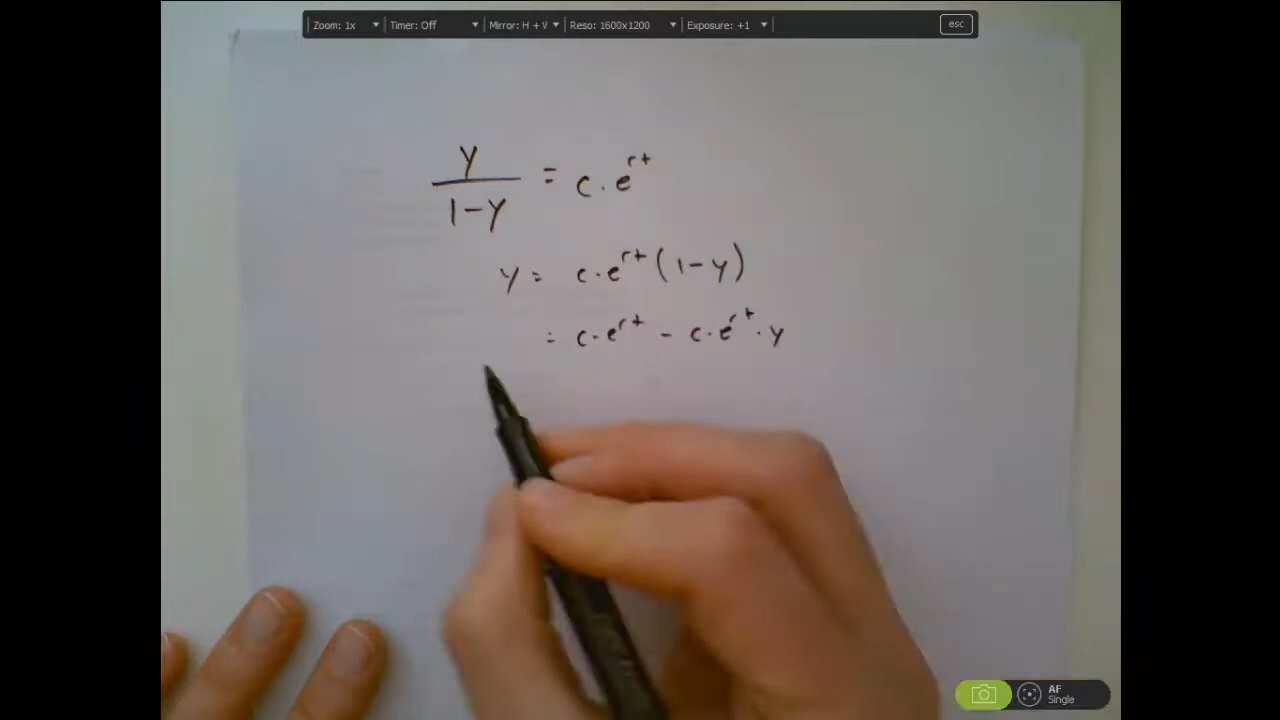 Zoom: 1x Timer: Off Mirror: H + V Reso: 1600x1200 Exposure: +1 esc
y/(1-y) = c·e^{rt}
y = c·e^{rt}(1-y)
= c·e^{rt} - c·e^{rt}·y
AF
Single